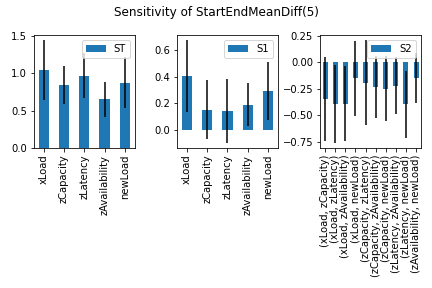 Sensitivity of StartEndMeanDiff(5)
1.5
1.0
0.5
0.0
ST
xLoad
zCapacity
zLatency
zAvailability
newLoad
0.6
0.4
0.2
0.0
S1
xLoad
zCapacity
zLatency
zAvailability
newLoad
0.25
0.00
−0.25
−0.50
−0.75
S2
(xLoad, zCapacity)
(xLoad, zLatency)
(xLoad, zAvailability)
(xLoad, newLoad)
(zCapacity, zLatency)
(zCapacity, zAvailability)
(zCapacity, newLoad)
(zLatency, zAvailability)
(zLatency, newLoad)
(zAvailability, newLoad)